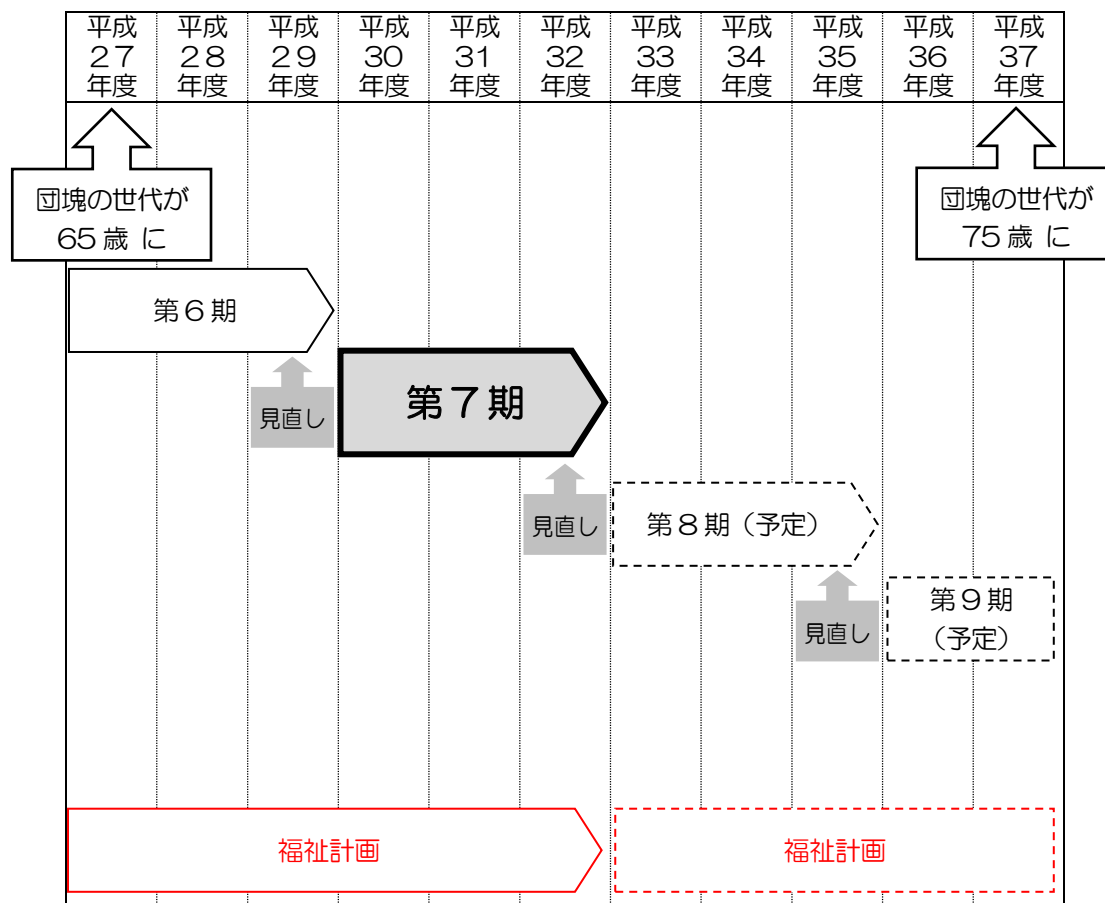 平成
27
年度
平成
28
年度
平成
29
年度
平成
30
年度
平成
31
年度
平成
32
年度
平成
33
年度
平成
34
年度
平成
35
年度
平成
36
年度
平成
37
年度
団塊の世代が
65歳 に
団塊の世代が
75歳 に
第6期
見直し
第7期
見直し
第8期(予定)
見直し
第9期
(予定)
福祉計画
福祉計画